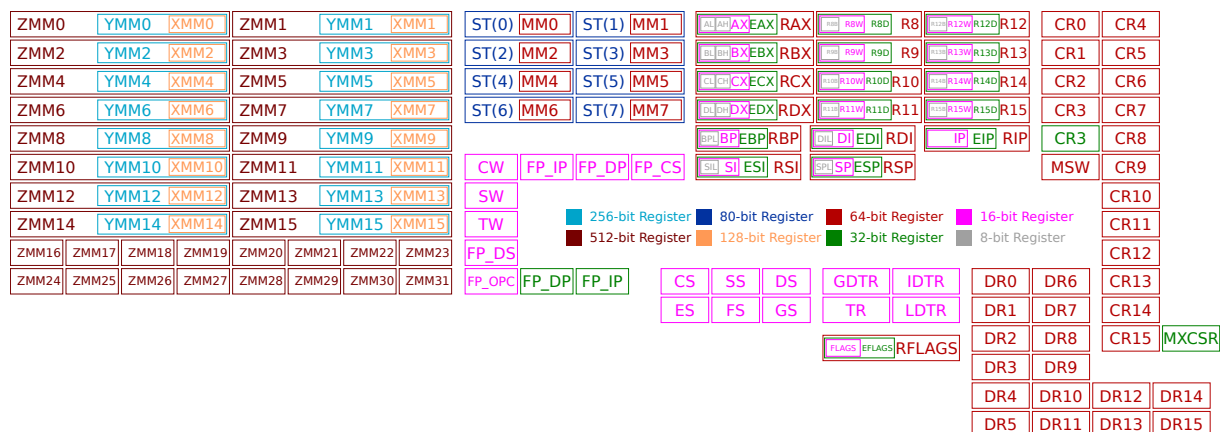 ZMM0 YMM0 XMM0 ZMM1 YMM1 XMM1 ST(0) MM0 ST(1) MM1 AL AH AX EAX RAX R8B R8W R8D R8 R12B R12W R12D R12 CR0 CR4
ZMM2 YMM2 XMM2 ZMM3 YMM3 XMM3 ST(2) MM2 ST(3) MM3 BL BH BX EBX RBX R9B R9W R9D R9 R13B R13W R13D R13 CR1 CR5
ZMM4 YMM4 XMM4 ZMM5 YMM5 XMM5 ST(4) MM4 ST(5) MM5 CL CH CX ECX RCX R10B R10W R10D R10 R14B R14W R14D R14 CR2 CR6
ZMM6 YMM6 XMM6 ZMM7 YMM7 XMM7 ST(6) MM6 ST(7) MM7 DL DH DX EDX RDX R11B R11W R11D R11 R15B R15W R15D R15 CR3 CR7
ZMM8 YMM8 XMM8 ZMM9 YMM9 XMM9 BPL BP EBP RBP DIL DI EDI RDI IP EIP RIP CR3 CR8
ZMM10 YMM10 XMM10 ZMM11 YMM11 XMM11 CW FP_IP FP_DP FP_CS SIL SI ESI RSI SPL SP ESP RSP MSW CR9
ZMM12 YMM12 XMM12 ZMM13 YMM13 XMM13 SW CR10
ZMM14 YMM14 XMM14 ZMM15 YMM15 XMM15 TW 256-bit Register 80-bit Register 64-bit Register 16-bit Register CR11
512-bit Register 128-bit Register 32-bit Register 8-bit Register
ZMM16 ZMM17 ZMM18 ZMM19 ZMM20 ZMM21 ZMM22 ZMM23 FP_DS CR12
ZMM24 ZMM25 ZMM26 ZMM27 ZMM28 ZMM29 ZMM30 ZMM31 FP_OPC FP_DP FP_IP CS SS DS GDTR IDTR DR0 DR6 CR13
ES FS GS TR LDTR DR1 DR7 CR14
FLAGS EFLAGS RFLAGS DR2 DR8 CR15 MXCSR
DR3 DR9
DR4 DR10 DR12 DR14
DR5 DR11 DR13 DR15